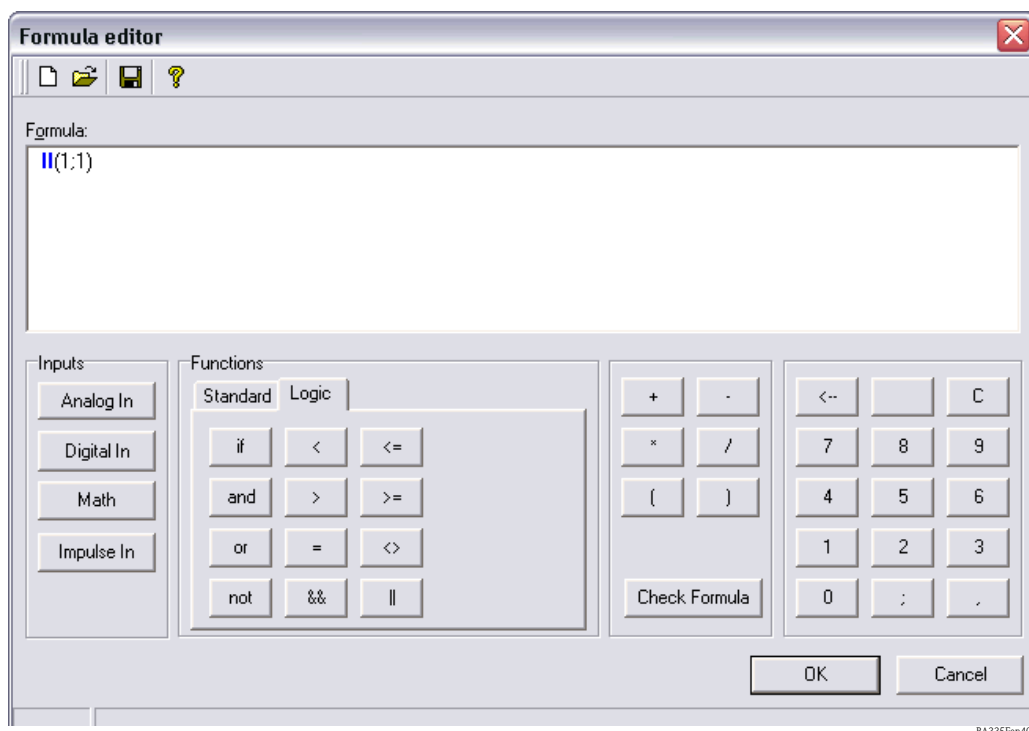 Formula editor
Formula:
II(1;1)
Inputs
Analog In
Digital In
Math
Impulse In
Functions
Standard Logic
if < <=
and > >=
or = <>
not && ||
+ -
* /
( )
Check Formula
<-- C
7 8 9
4 5 6
1 2 3
0 ; ,
OK Cancel